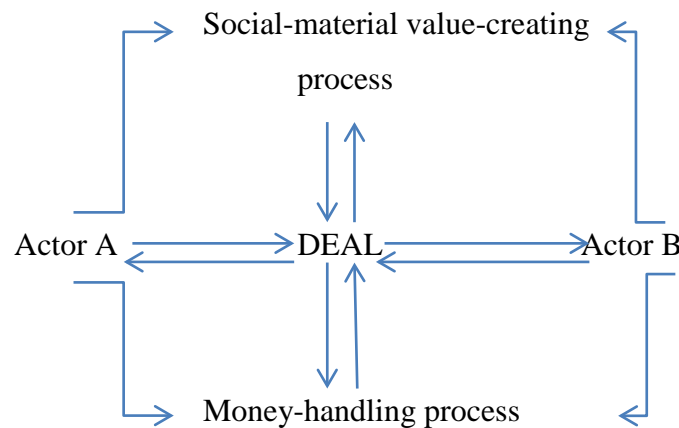 Social-material value-creating
process
Actor A
DEAL
Actor B
Money-handling process